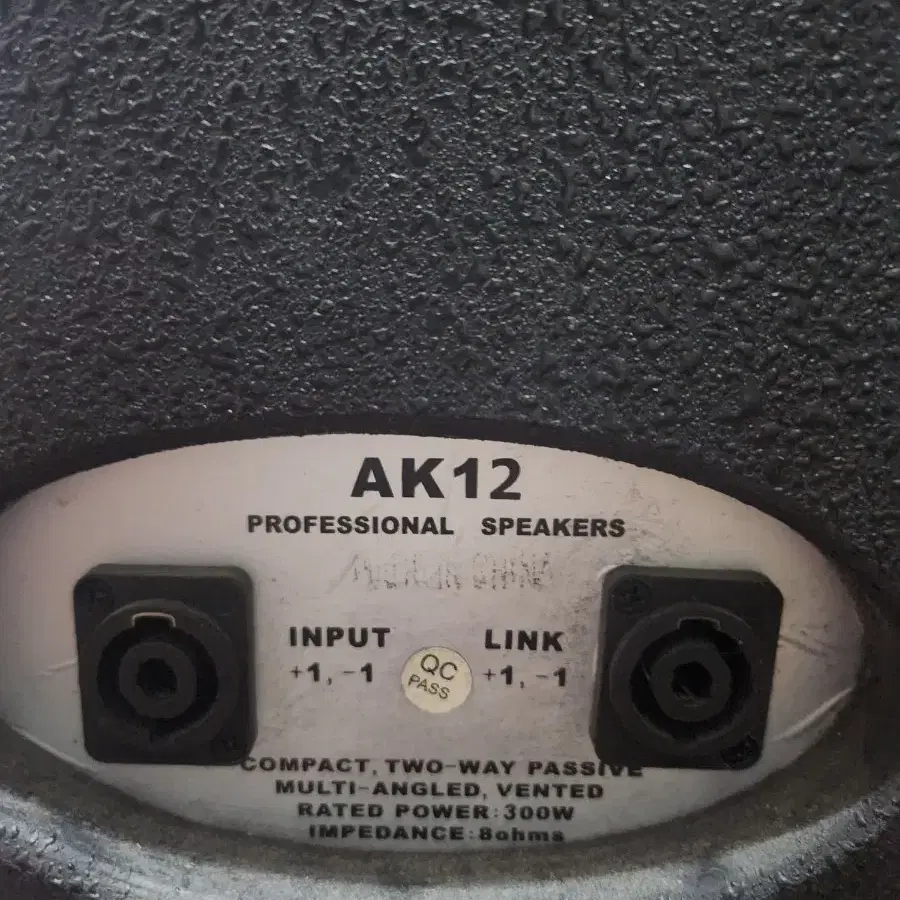 AK12
PROFESSIONAL SPEAKERS
CHINA
INPUT
+1, -1
QC
PASS
LINK
+1, -1
COMPACT, TWO-WAY PASSIVE
MULTI-ANGLED, VENTED
RATED POWER:300W
IMPEDANCE:8ohms